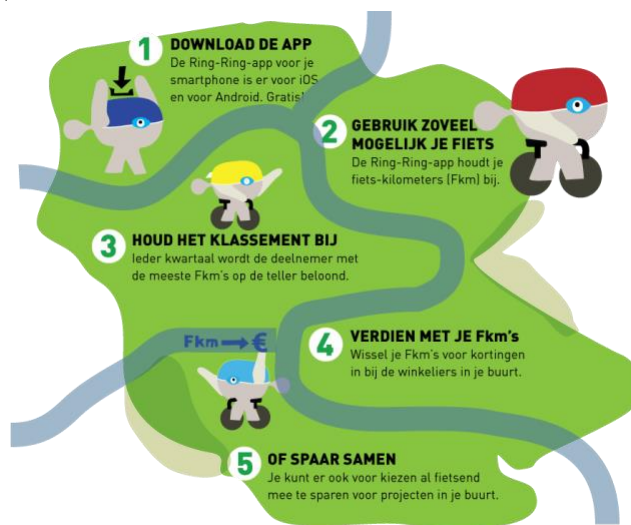 1
DOWNLOAD DE APP
De Ring-Ring-app voor je
smartphone is er voor iOS
en voor Android. Gratis!
2
GEBRUIK ZOVEEL
MOGELIJK JE FIETS
De Ring-Ring-app houdt je
fiets-kilometers (Fkm) bij.
3
HOUD HET KLASSEMENT BIJ
Ieder kwartaal wordt de deelnemer met
de meeste Fkm's op de teller beloond.
Fkm → €
4
VERDIEN MET JE Fkm's
Wissel je Fkm's voor kortingen
in bij de winkeliers in je buurt.
5
OF SPAAR SAMEN
Je kunt er ook voor kiezen al fietsend
mee te sparen voor projecten in je buurt.